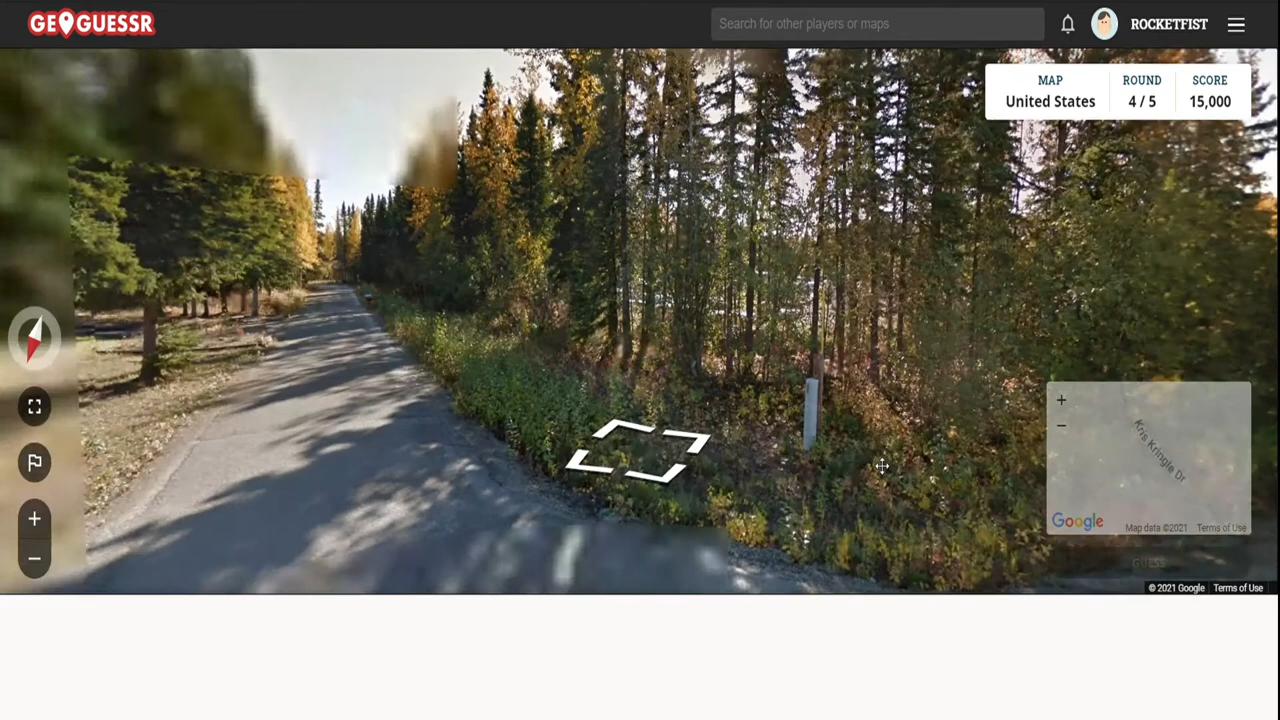 GEOGUESSR
Search for other players or maps
ROCKETFIST
MAP
United States
ROUND
4 / 5
SCORE
15,000
Kris Kringle Dr
+
−
Google
Map data ©2021
Terms of Use
GUESS
+
−
© 2021 Google
Terms of Use